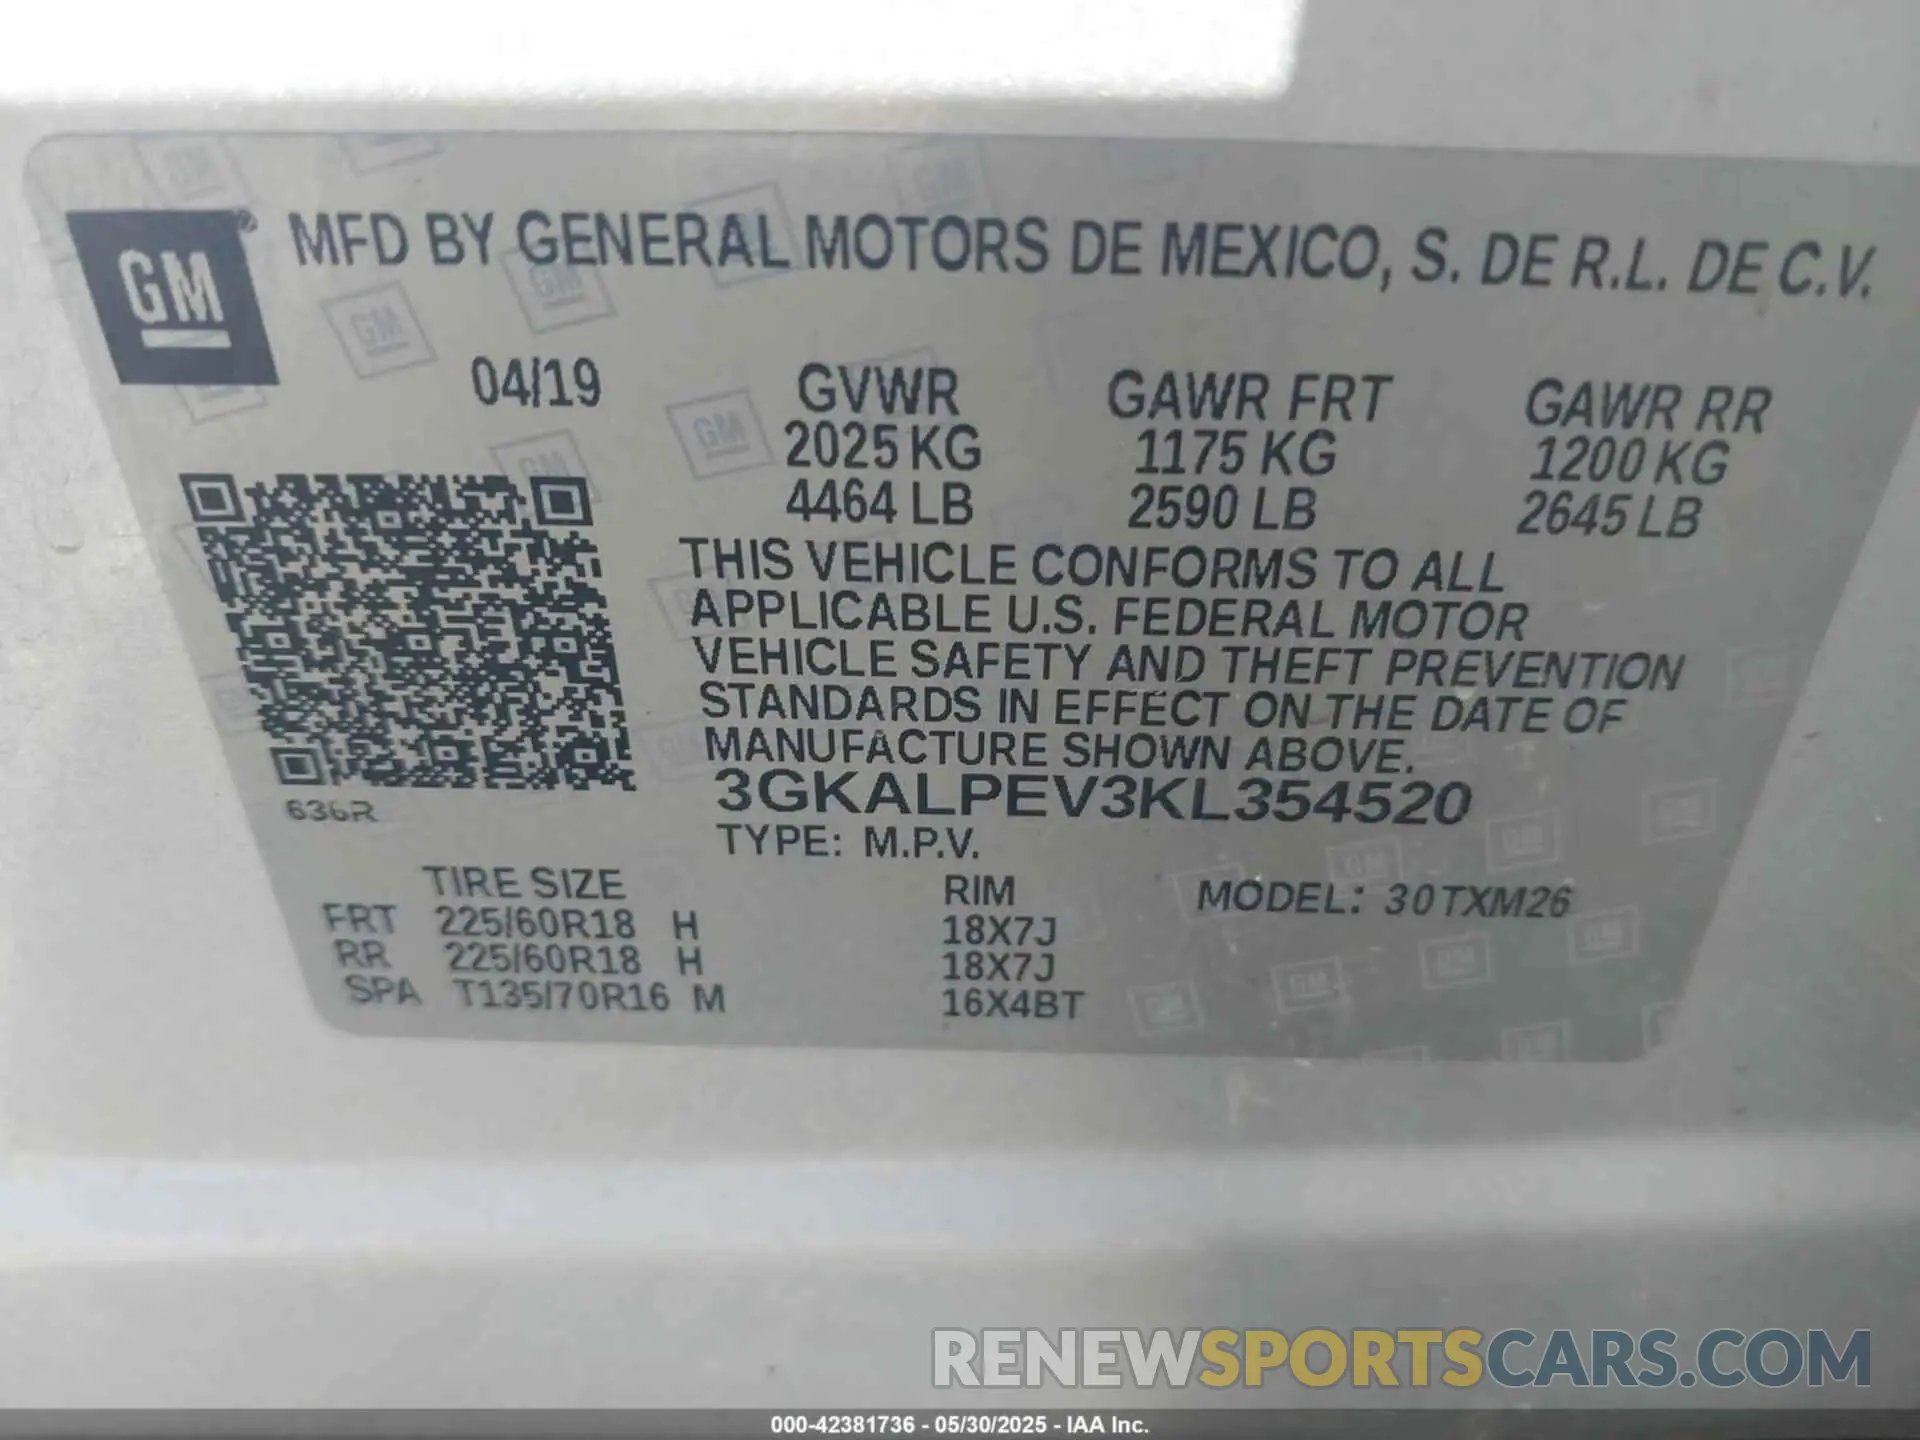 GM® MFD BY GENERAL MOTORS DE MEXICO, S. DE R.L. DE C.V.
04/19 GVWR GAWR FRT GAWR RR
2025 KG 1175 KG 1200 KG
4464 LB 2590 LB 2645 LB
THIS VEHICLE CONFORMS TO ALL
APPLICABLE U.S. FEDERAL MOTOR
VEHICLE SAFETY AND THEFT PREVENTION
STANDARDS IN EFFECT ON THE DATE OF
MANUFACTURE SHOWN ABOVE.
3GKALPEV3KL354520
636R
TYPE: M.P.V.
TIRE SIZE RIM MODEL: 30TXM26
FRT 225/60R18 H 18X7J
RR 225/60R18 H 18X7J
SPA T135/70R16 M 16X4BT
RENEWSPORTSCARS.COM
000-42381736 - 05/30/2025 - IAA Inc.